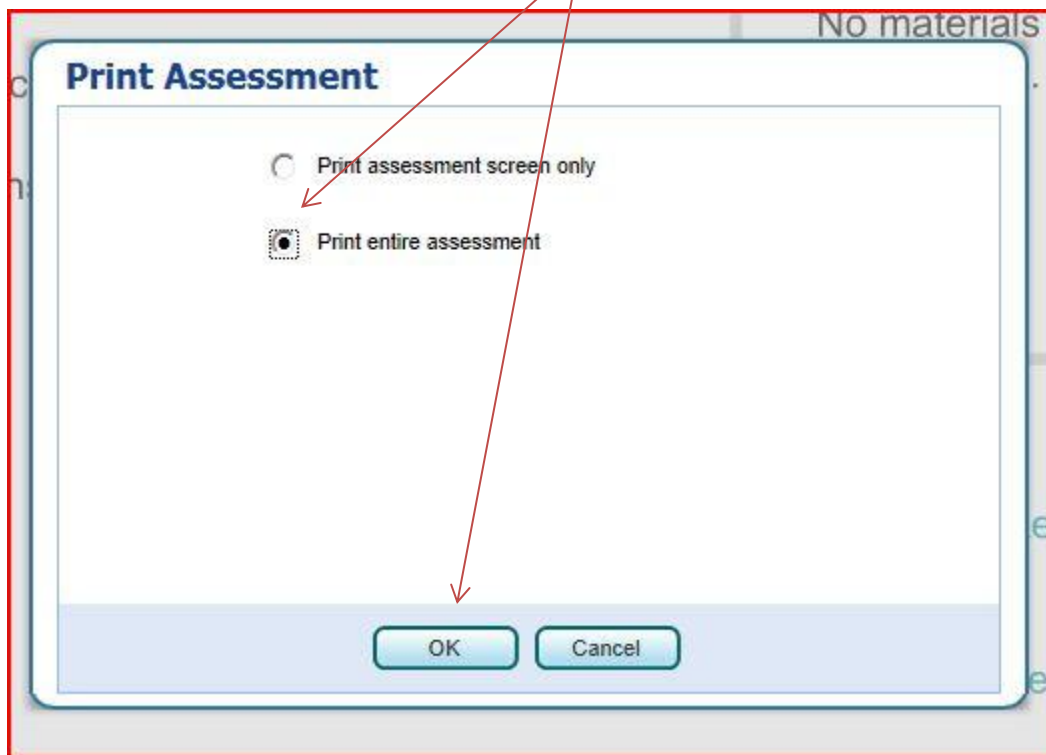 No materials
Print Assessment
Print assessment screen only
Print entire assessment
OK
Cancel